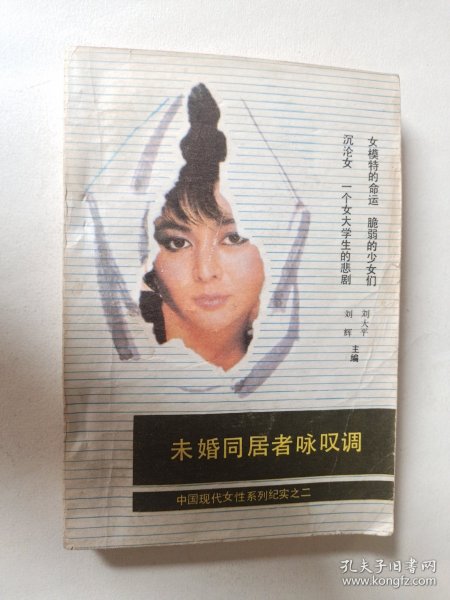 女模特的命运 脆弱的少女们
沉沦女 一个女大学生的悲剧
刘大平
刘辉
主编
未婚同居者咏叹调
中国现代女性系列纪实之二
孔夫子旧书网
www.kongfz.com